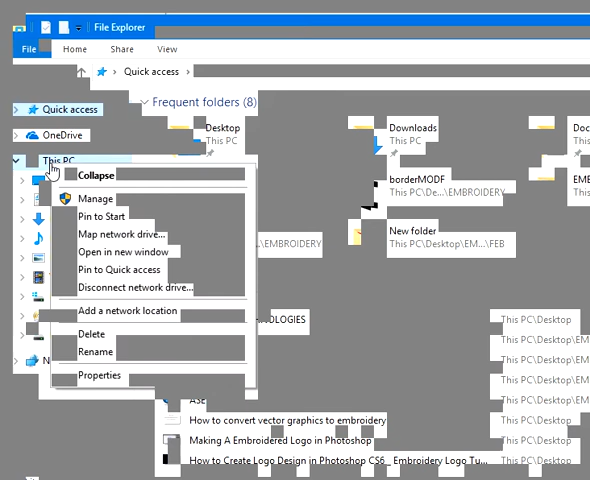 File Explorer
File Home Share View
Quick access
Frequent folders (8)
Quick access
OneDrive
This PC
Desktop
This PC
Downloads
This PC
Doc
This
borderMODF
This PC\De...\EMBROIDERY
New folder
This PC\Desktop\EM...\FEB
\EMBROIDERY
Collapse
Manage
Pin to Start
Map network drive...
Open in new window
Pin to Quick access
Disconnect network drive...
Add a network location
Delete
Rename
Properties
This PC\Desktop
This PC\Desktop\EM
This PC\Desktop\EM
This PC\Desktop\EM
This PC\Desktop\
How to convert vector graphics to embroidery
This PC\Desktop
Making A Embroidered Logo in Photoshop
This PC\Desktop
How to Create Logo Design in Photoshop CS6_ Embroidery Logo Tu...
This PC\Desktop